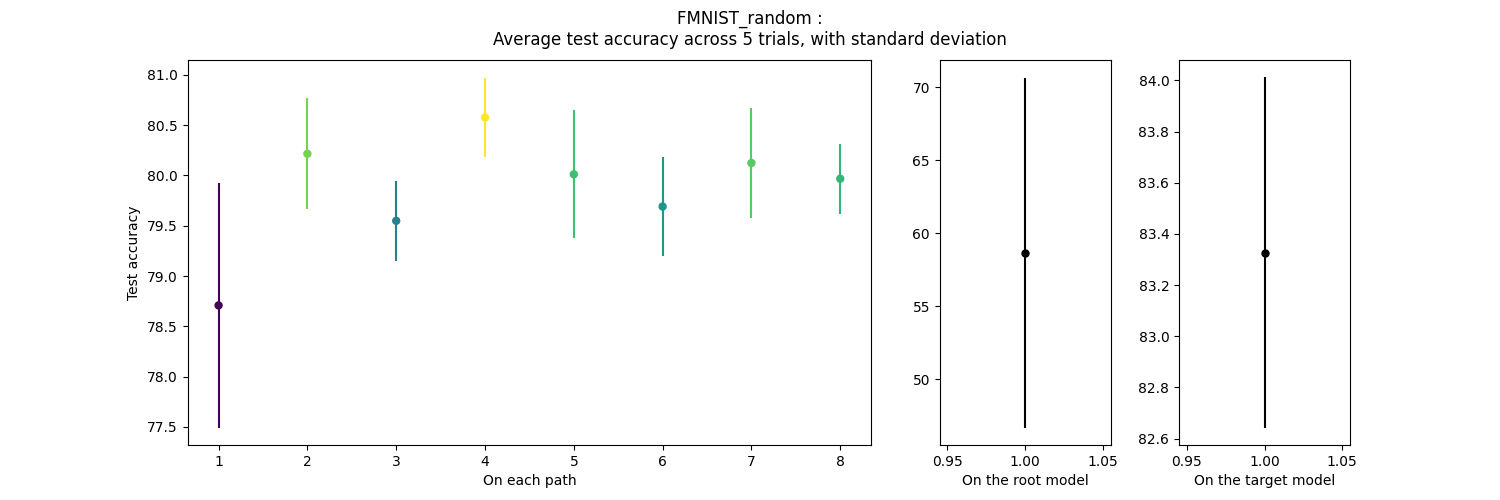 FMNIST_random :
Average test accuracy across 5 trials, with standard deviation
Test accuracy
81.0
80.5
80.0
79.5
79.0
78.5
78.0
77.5
1 2 3 4 5 6 7 8
On each path
70
65
60
55
50
0.95 1.00 1.05
On the root model
84.0
83.8
83.6
83.4
83.2
83.0
82.8
82.6
0.95 1.00 1.05
On the target model